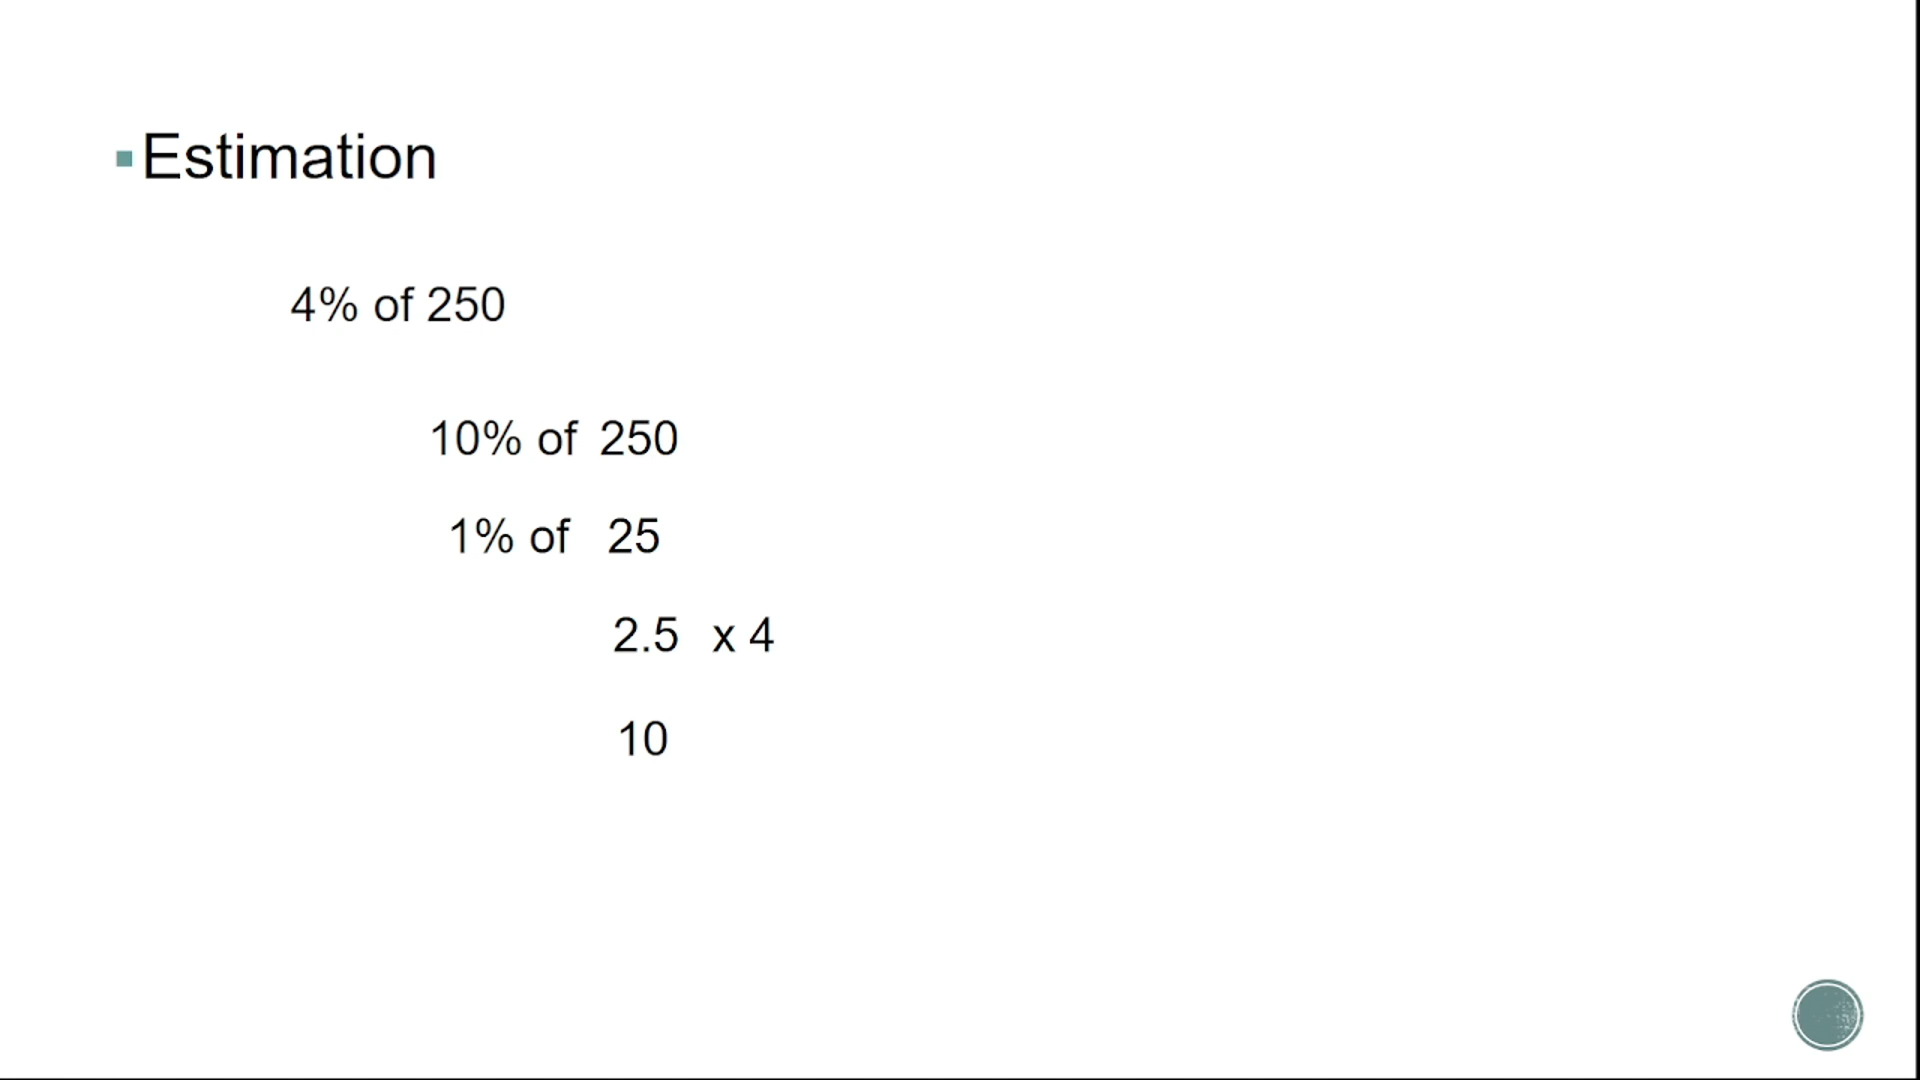 Estimation
4% of 250
10% of 250
1% of 25
2.5 x 4
10